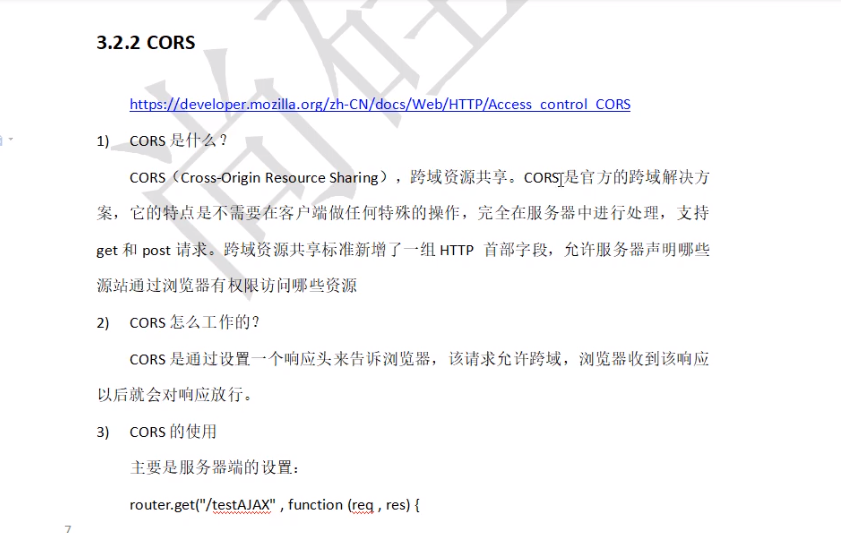 3.2.2 CORS
https://developer.mozilla.org/zh-CN/docs/Web/HTTP/Access_control_CORS
1) CORS 是什么？
CORS（Cross-Origin Resource Sharing），跨域资源共享。CORS 是官方的跨域解决方
案，它的特点是不需要在客户端做任何特殊的操作，完全在服务器中进行处理，支持
get 和 post 请求。跨域资源共享标准新增了一组 HTTP 首部字段，允许服务器声明哪些
源站通过浏览器有权限访问哪些资源
2) CORS 怎么工作的？
CORS 是通过设置一个响应头来告诉浏览器，该请求允许跨域，浏览器收到该响应
以后就会对响应放行。
3) CORS 的使用
主要是服务器端的设置：
router.get("/testAJAX" , function (req , res) {
7